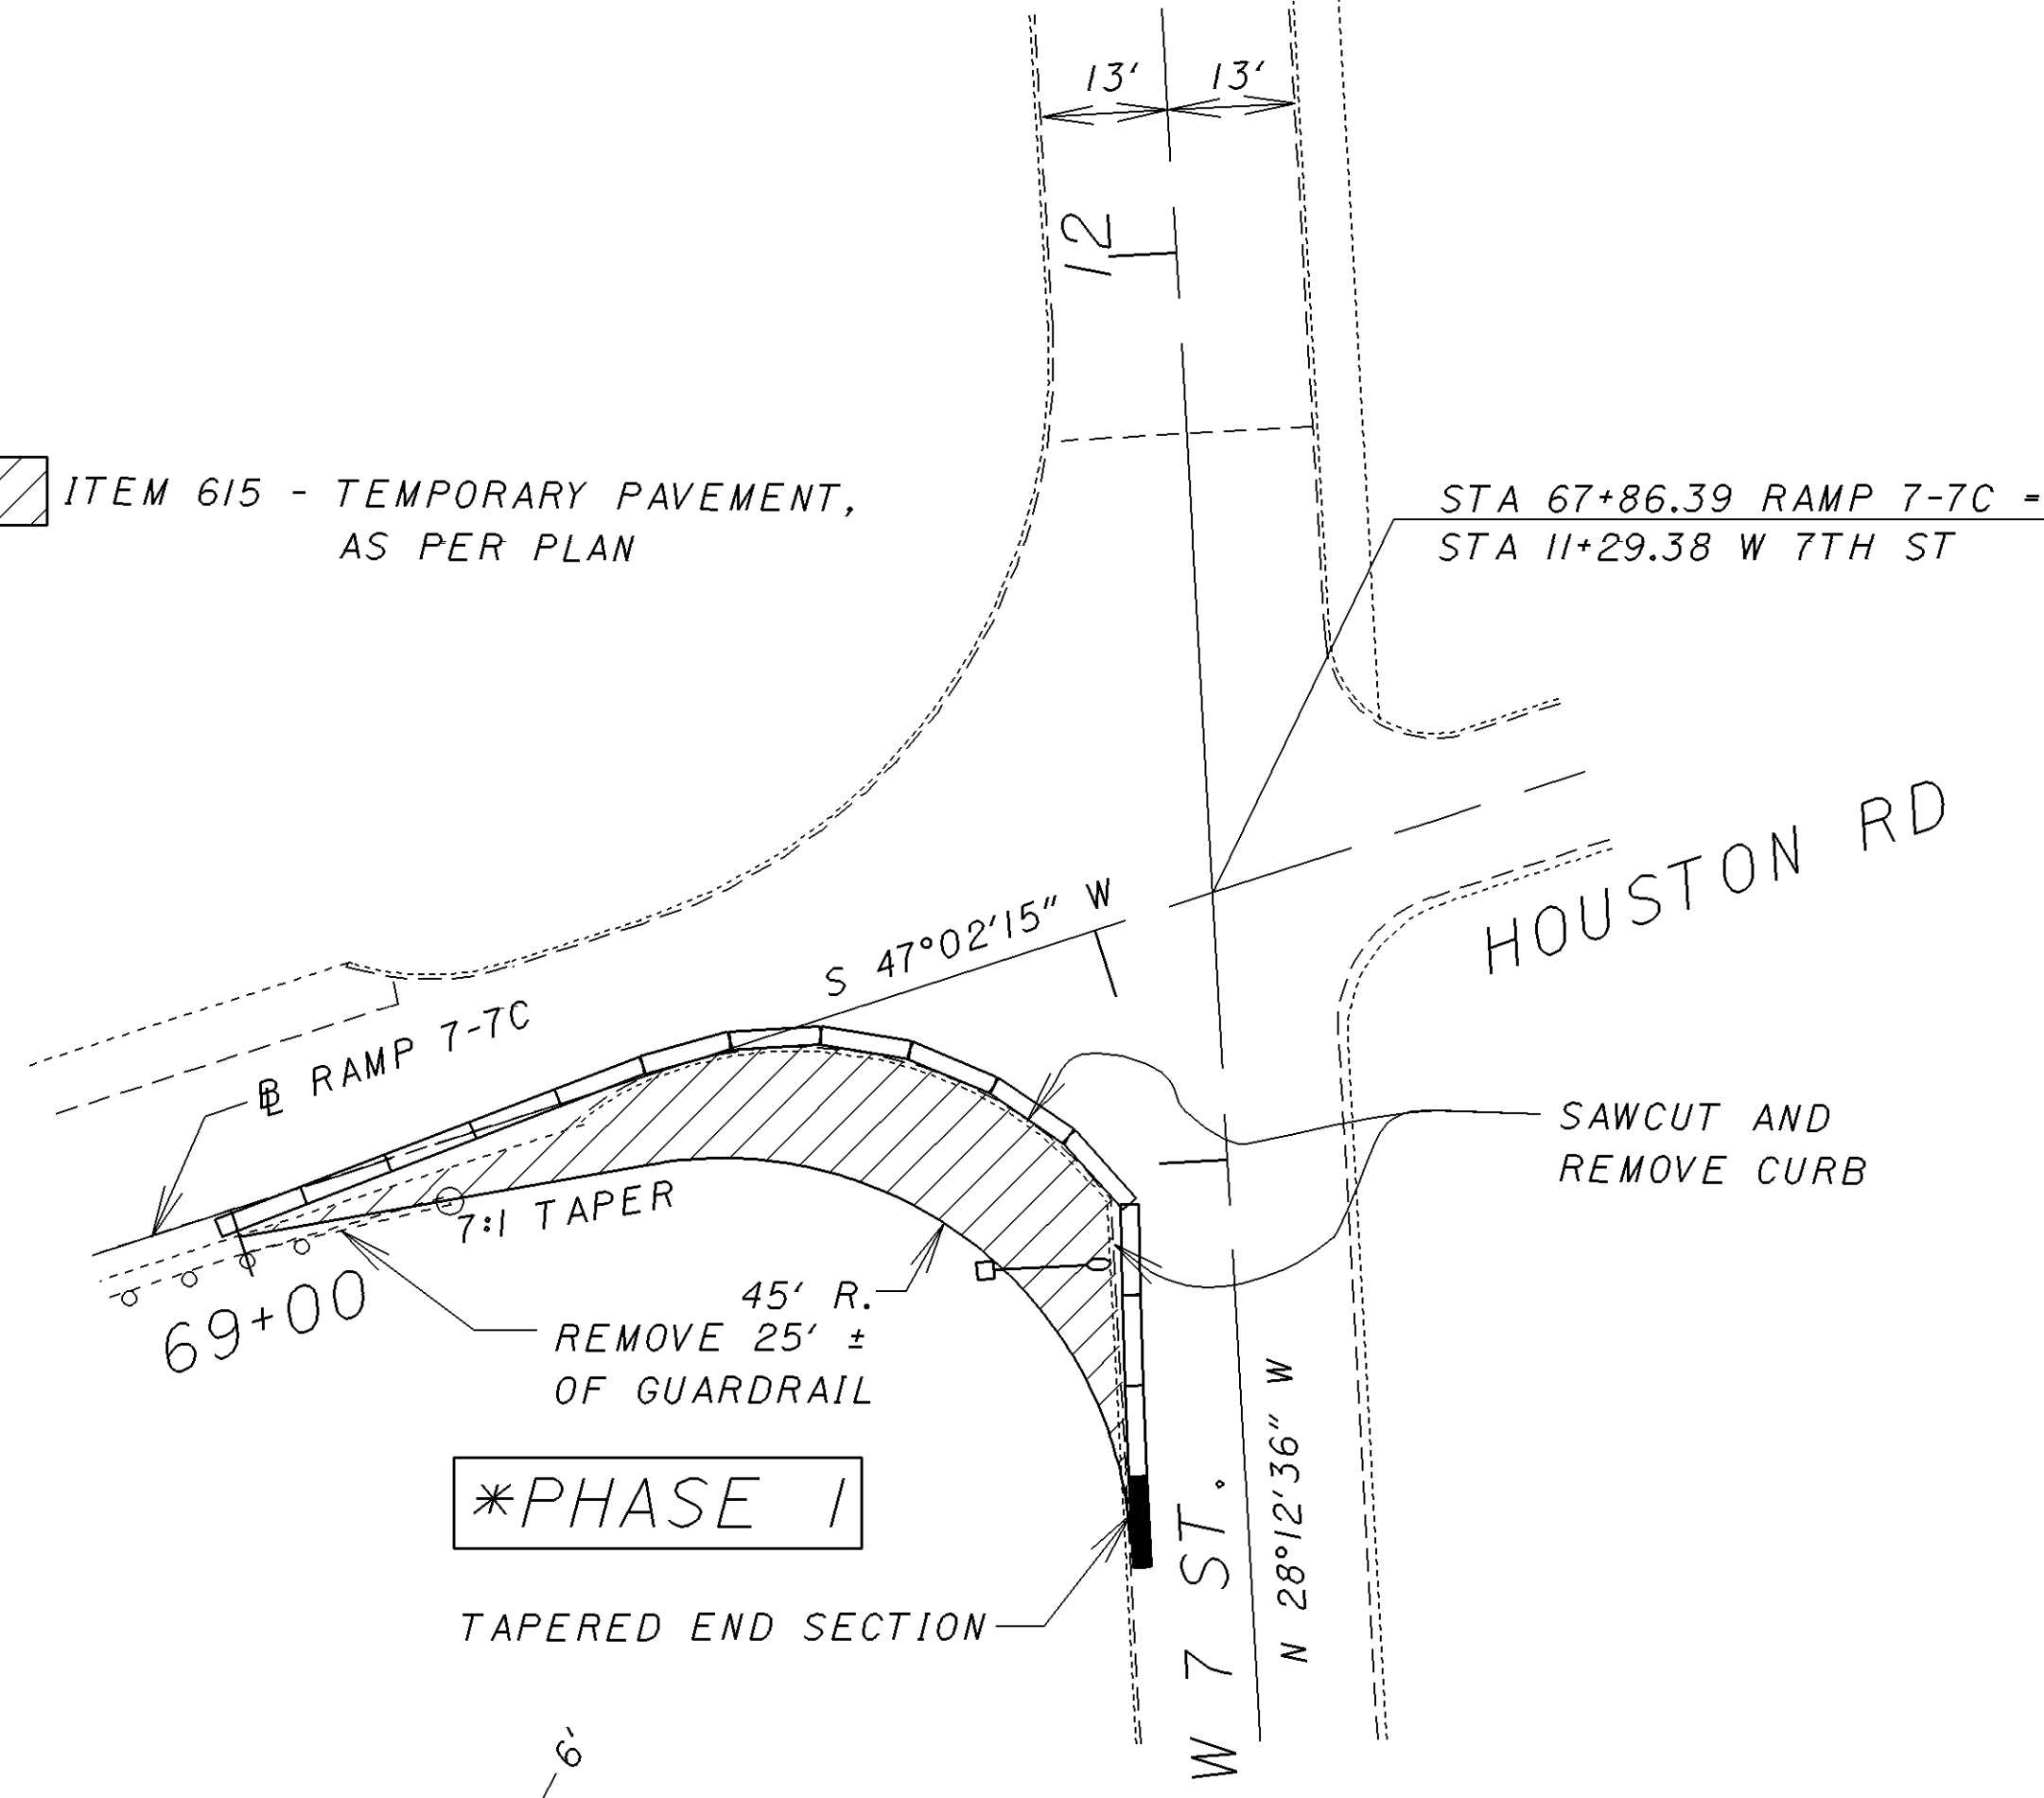 13' 13'
12
ITEM 615 - TEMPORARY PAVEMENT,
AS PER PLAN
STA 67+86.39 RAMP 7-7C =
STA 11+29.38 W 7TH ST
HOUSTON RD
S 47°02'15" W
℄ RAMP 7-7C
SAWCUT AND
REMOVE CURB
7:1 TAPER
69+00
45' R.
REMOVE 25' ±
OF GUARDRAIL
*PHASE 1
TAPERED END SECTION
W 7 ST.
N 28°12'36" W
6'